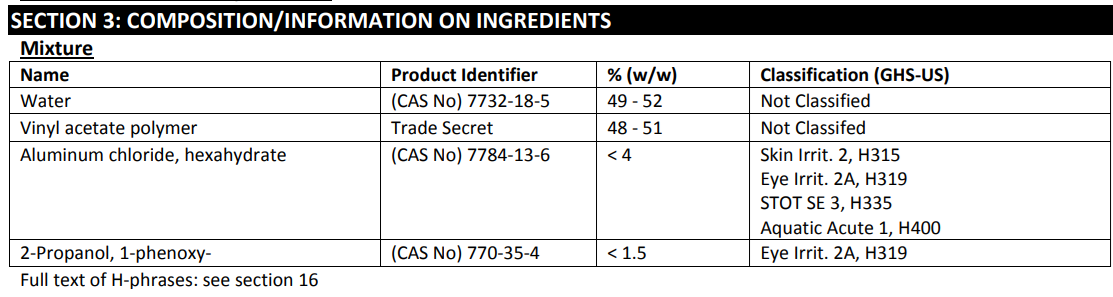 SECTION 3: COMPOSITION/INFORMATION ON INGREDIENTS
Mixture
Name Product Identifier % (w/w) Classification (GHS-US)
Water (CAS No) 7732-18-5 49 - 52 Not Classified
Vinyl acetate polymer Trade Secret 48 - 51 Not Classifed
Aluminum chloride, hexahydrate (CAS No) 7784-13-6 < 4 Skin Irrit. 2, H315
Eye Irrit. 2A, H319
STOT SE 3, H335
Aquatic Acute 1, H400
2-Propanol, 1-phenoxy- (CAS No) 770-35-4 < 1.5 Eye Irrit. 2A, H319
Full text of H-phrases: see section 16